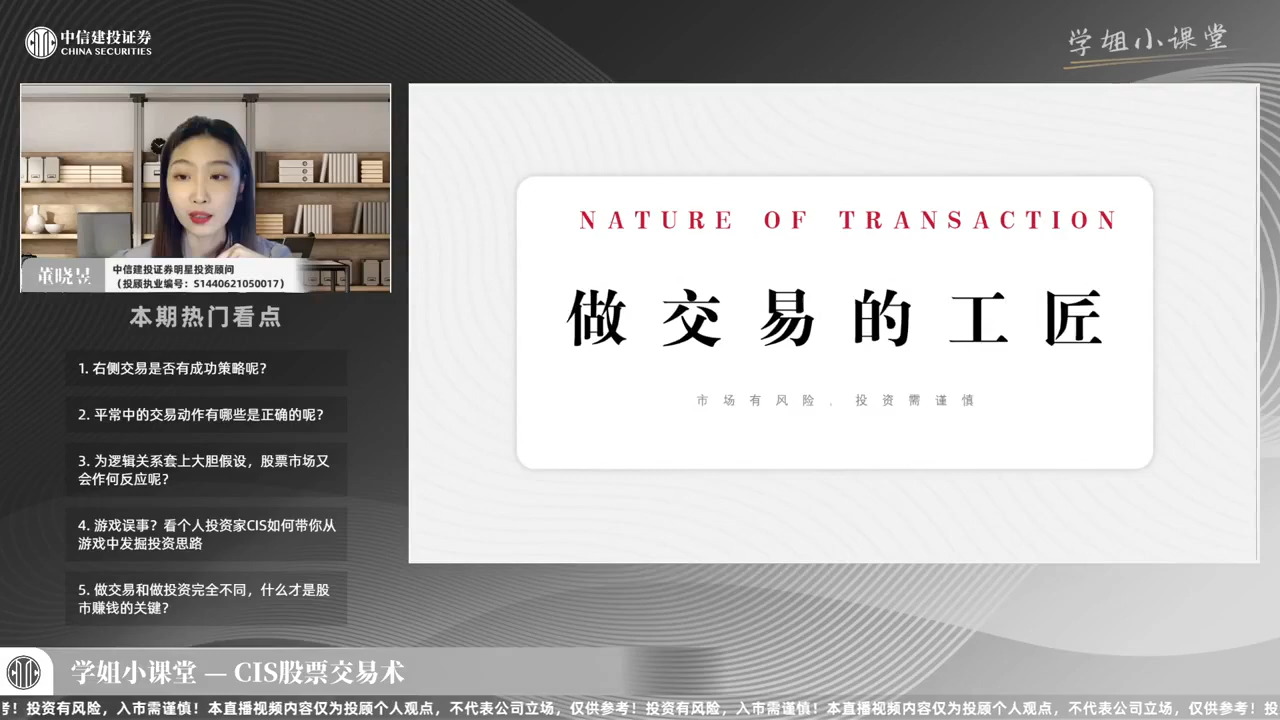 中信建投证券
CHINA SECURITIES
学姐小课堂
董晓昱
中信建投证券明星投资顾问
（投顾执业编号：S1440621050017）
本期热门看点
1. 右侧交易是否有成功策略呢？
2. 平常中的交易动作有哪些是正确的呢？
3. 为逻辑关系套上大胆假设，股票市场又
会作何反应呢？
4. 游戏误事？看个人投资家CIS如何带你从
游戏中发掘投资思路
5. 做交易和做投资完全不同，什么才是股
市赚钱的关键？
NATURE OF TRANSACTION
做交易的工匠
市场有风险，投资需谨慎
学姐小课堂 — CIS股票交易术
考！投资有风险，入市需谨慎！本直播视频内容仅为投顾个人观点，不代表公司立场，仅供参考！投资有风险，入市需谨慎！本直播视频内容仅为投顾个人观点，不代表公司立场，仅供参考！投